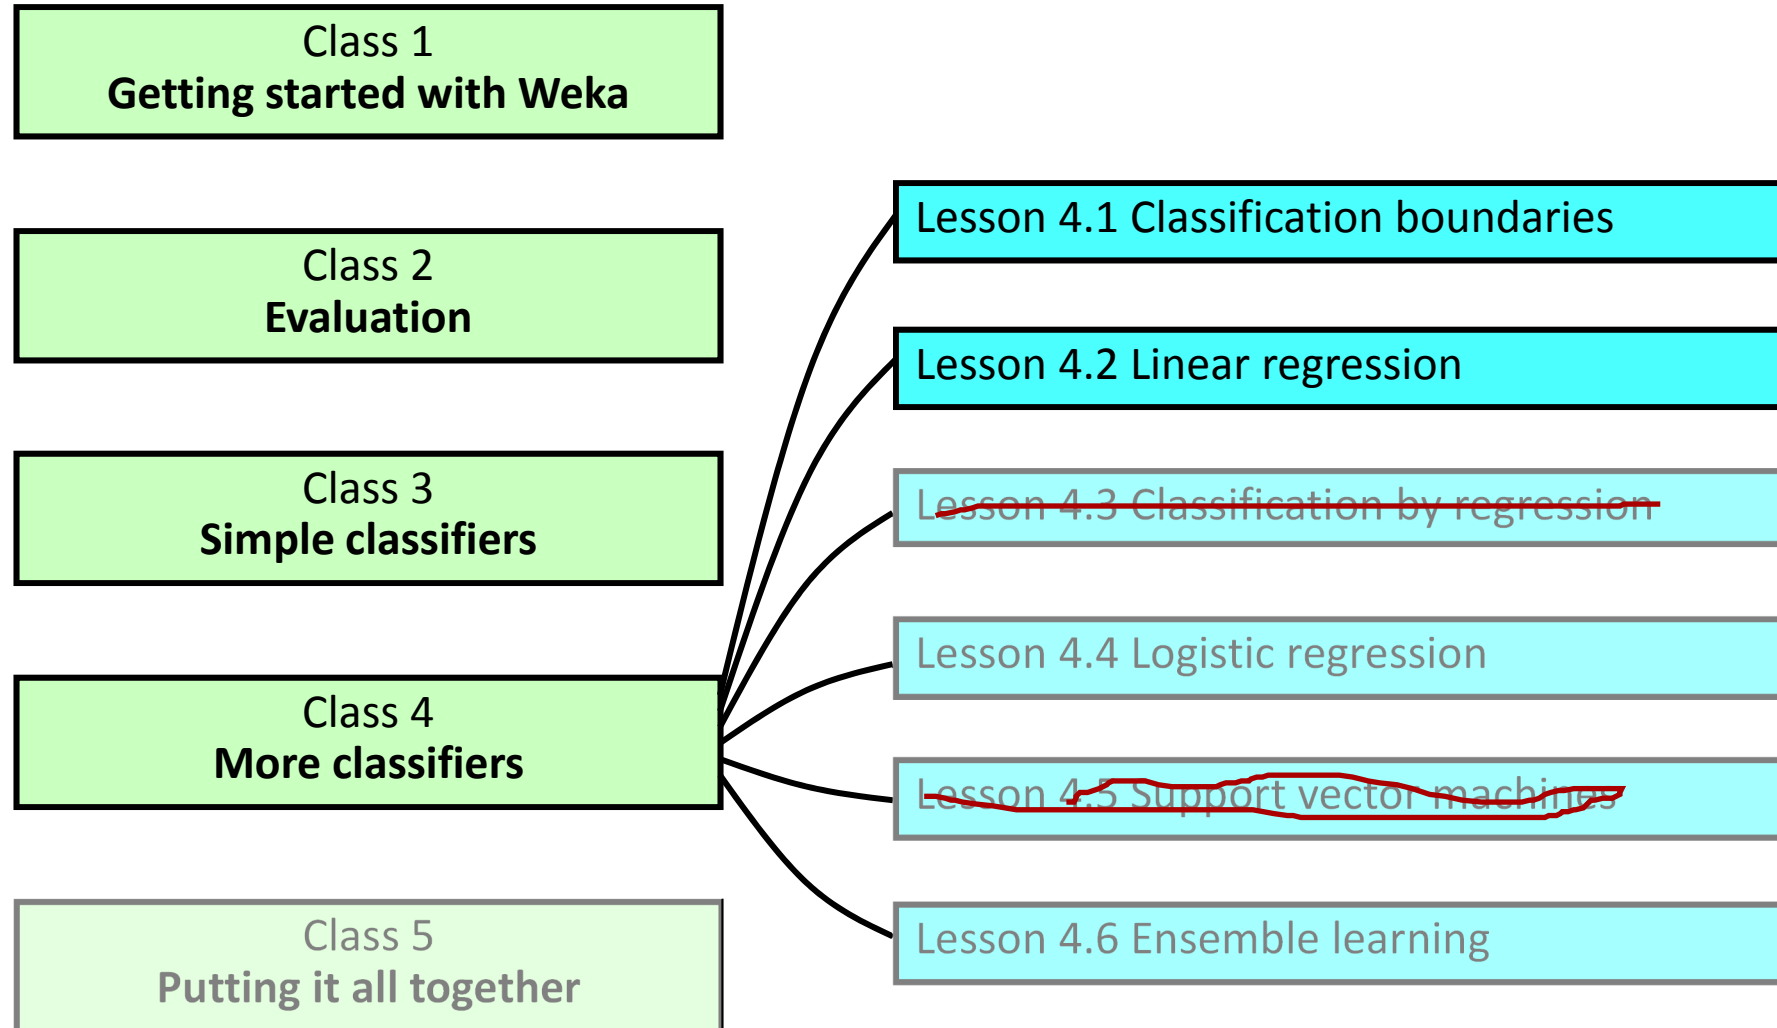 Class 1
Getting started with Weka
Class 2
Evaluation
Class 3
Simple classifiers
Class 4
More classifiers
Class 5
Putting it all together
Lesson 4.1 Classification boundaries
Lesson 4.2 Linear regression
Lesson 4.3 Classification by regression
Lesson 4.4 Logistic regression
Lesson 4.5 Support vector machines
Lesson 4.6 Ensemble learning